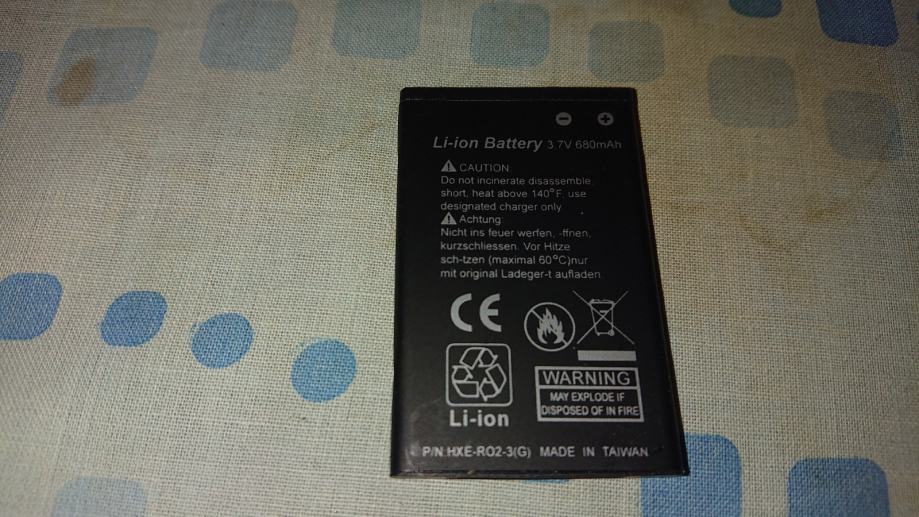 Li-ion Battery 3.7V 680mAh
CAUTION:
Do not incinerate disassemble,
short, heat above 140°F, use
designated charger only
Achtung:
Nicht ins feuer werfen, -ffnen,
kurzschliessen. Vor Hitze
sch-tzen (maximal 60°C)nur
mit original Ladeger-t aufladen
CE
Li-ion
WARNING
MAY EXPLODE IF
DISPOSED OF IN FIRE
P/N HXE-RO2-3(G) MADE IN TAIWAN